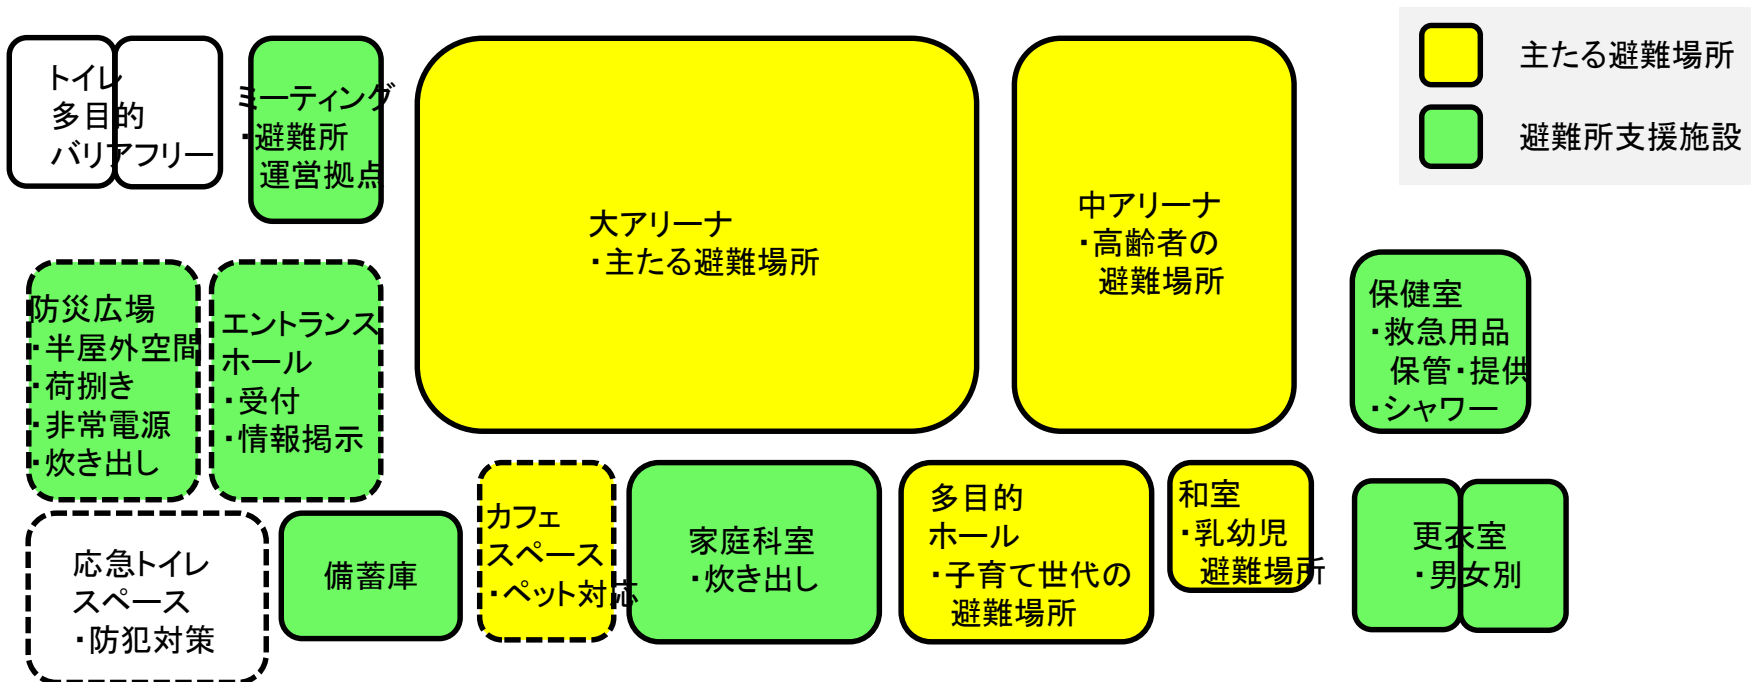 トイレ
多目的
バリアフリー
ミーティング
・避難所
運営拠点
大アリーナ
・主たる避難場所
中アリーナ
・高齢者の
避難場所
主たる避難場所
避難所支援施設
防災広場
・半屋外空間
・荷捌き
・非常電源
・炊き出し
エントランス
ホール
・受付
・情報掲示
保健室
・救急用品
保管・提供
・シャワー
応急トイレ
スペース
・防犯対策
備蓄庫
カフェ
スペース
・ペット対応
家庭科室
・炊き出し
多目的
ホール
・子育て世代の
避難場所
和室
・乳幼児
避難場所
更衣室
・男女別